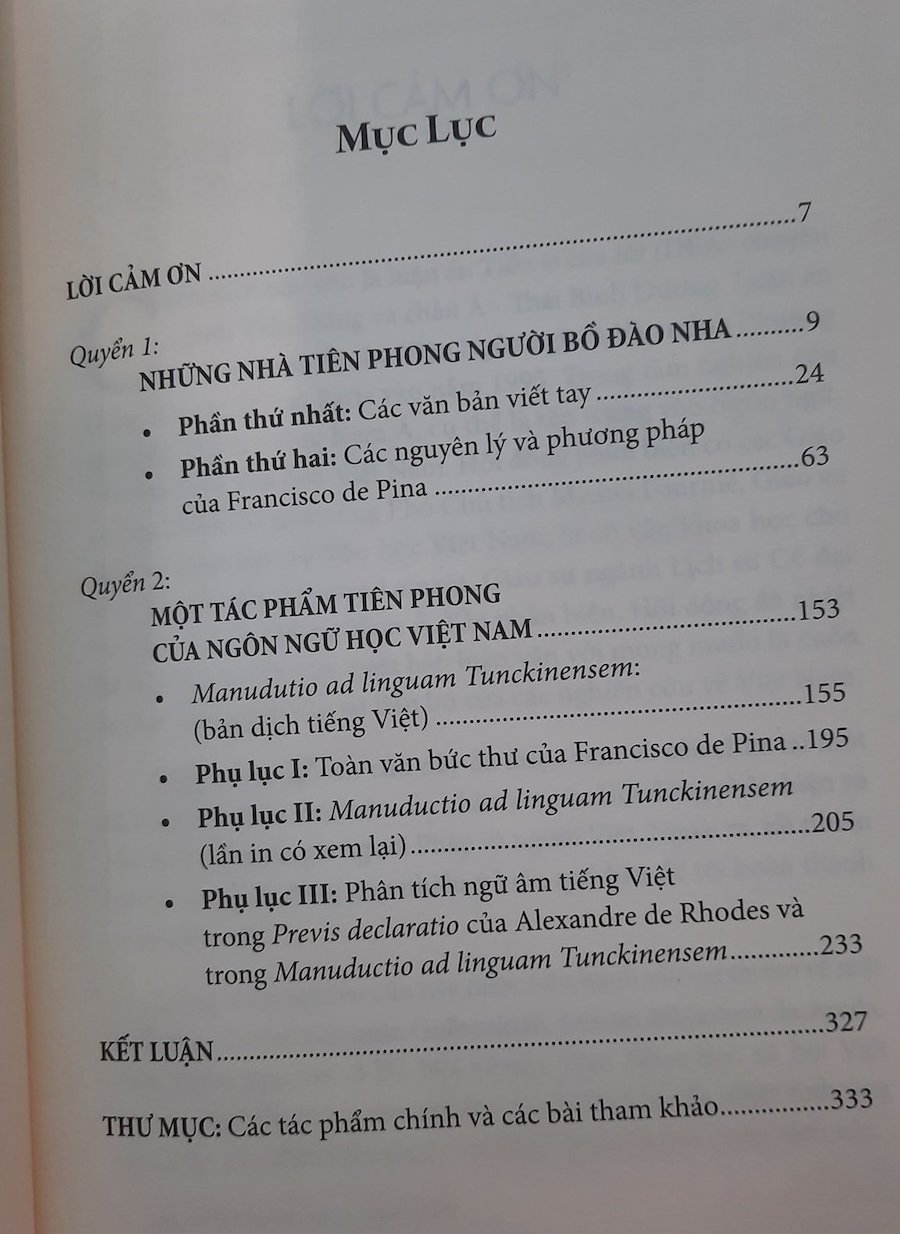 MỤC LỤC
LỜI CẢM ƠN ........................................................7
Quyển 1:
NHỮNG NHÀ TIÊN PHONG NGƯỜI BỒ ĐÀO NHA..........9
• Phần thứ nhất: Các văn bản viết tay ..........................24
• Phần thứ hai: Các nguyên lý và phương pháp
của Francisco de Pina ................................................63
Quyển 2:
MỘT TÁC PHẨM TIÊN PHONG
CỦA NGÔN NGỮ HỌC VIỆT NAM..................................153
• Manudutio ad linguam Tunckinensem:
(bản dịch tiếng Việt) ................................................155
• Phụ lục I: Toàn văn bức thư của Francisco de Pina ..195
• Phụ lục II: Manuductio ad linguam Tunckinensem
(lần in có xem lại)....................................................205
• Phụ lục III: Phân tích ngữ âm tiếng Việt
trong Previs declaratio của Alexandre de Rhodes và
trong Manuductio ad linguam Tunckinensem.............233
KẾT LUẬN................................................................327
THƯ MỤC: Các tác phẩm chính và các bài tham khảo...............333